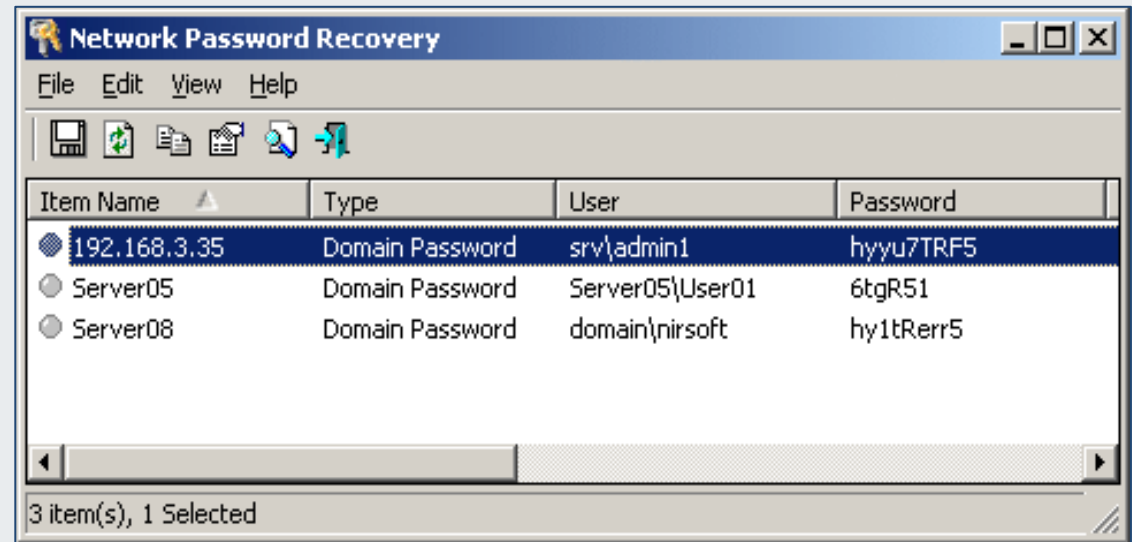 Network Password Recovery
File Edit View Help
Item Name Type User Password
192.168.3.35 Domain Password srv\admin1 hyyu7TRF5
Server05 Domain Password Server05\User01 6tgR51
Server08 Domain Password domain\nirsoft hy1tRerr5
3 item(s), 1 Selected